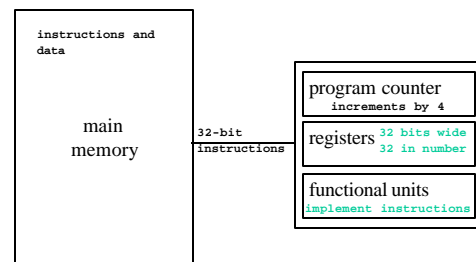 instructions and
data
main
memory
32-bit
instructions
program counter
increments by 4
registers 32 bits wide
32 in number
functional units
implement instructions